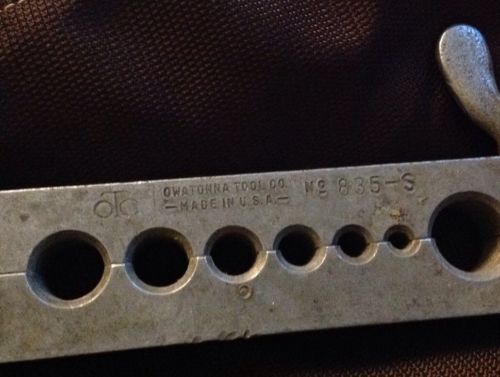 OTC
OWATONNA TOOL CO.
—MADE IN U.S.A.—
Nº 835-S